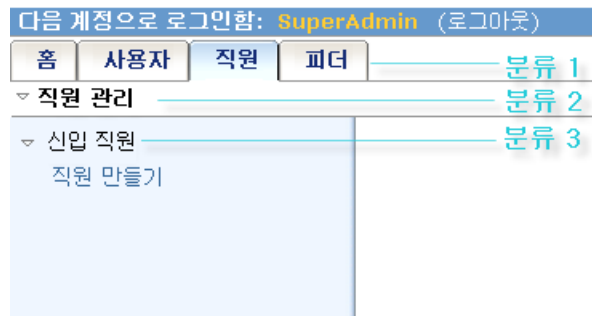 다음 계정으로 로그인함: SuperAdmin (로그아웃)
홈 사용자 직원 피더 분류 1
직원 관리 분류 2
신입 직원 분류 3
직원 만들기